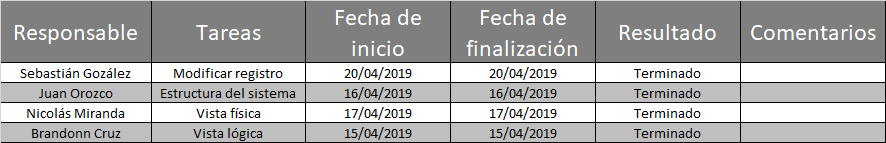 Responsable Tareas Fecha de inicio Fecha de finalización Resultado Comentarios
Sebastián Gozález Modificar registro 20/04/2019 20/04/2019 Terminado
Juan Orozco Estructura del sistema 16/04/2019 16/04/2019 Terminado
Nicolás Miranda Vista física 17/04/2019 17/04/2019 Terminado
Brandonn Cruz Vista lógica 15/04/2019 15/04/2019 Terminado